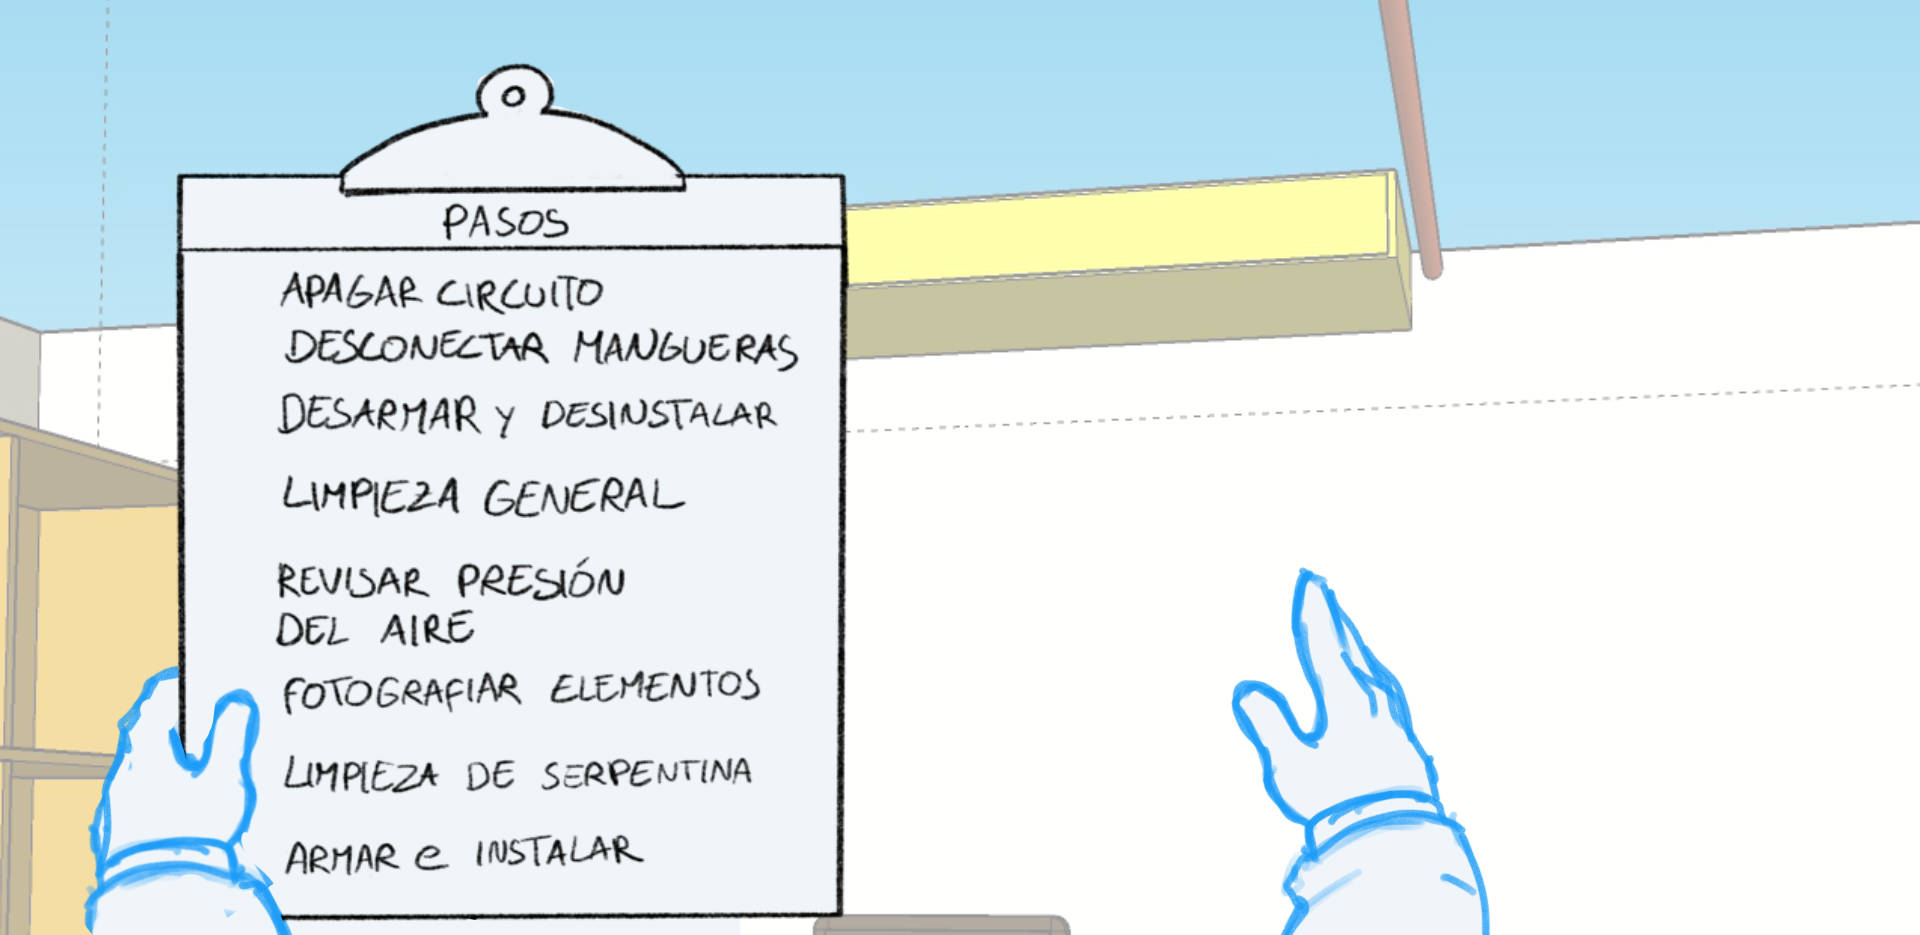 PASOS
APAGAR CIRCUITO
DESCONECTAR MANGUERAS
DESARMAR Y DESINSTALAR
LIMPIEZA GENERAL
REVISAR PRESIÓN
DEL AIRE
FOTOGRAFIAR ELEMENTOS
LIMPIEZA DE SERPENTINA
ARMAR e INSTALAR